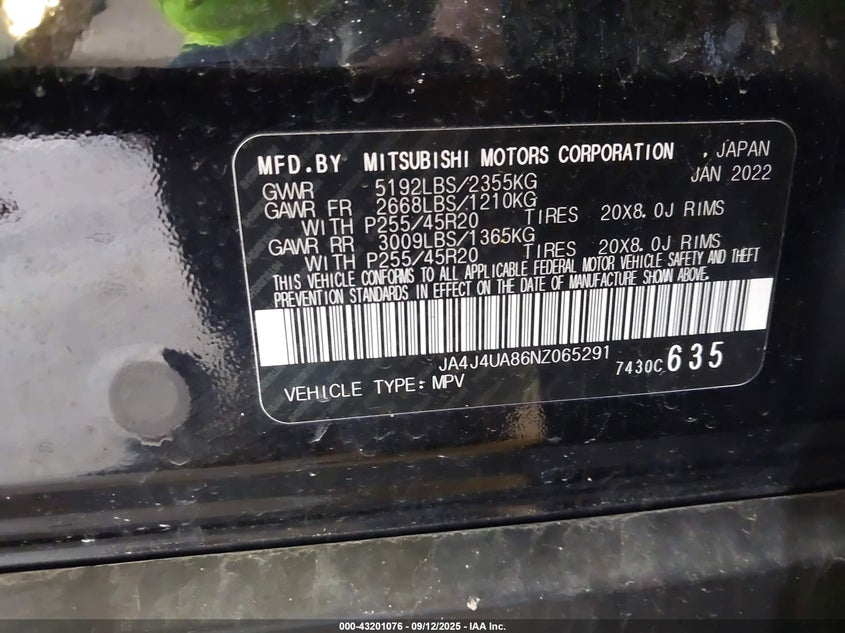 MFD.BY MITSUBISHI MOTORS CORPORATION , JAPAN
JAN 2022
GVWR 5192LBS/2355KG
GAWR FR 2668LBS/1210KG
WITH P255/45R20 TIRES 20X8.0J RIMS
GAWR RR 3009LBS/1365KG
WITH P255/45R20 TIRES 20X8.0J RIMS
THIS VEHICLE CONFORMS TO ALL APPLICABLE FEDERAL MOTOR VEHICLE SAFETY AND THEFT
PREVENTION STANDARDS IN EFFECT ON THE DATE OF MANUFACTURE SHOWN ABOVE.
JA4J4UA86NZ065291 7430C635
VEHICLE TYPE:MPV
000-43201076 - 09/12/2025 - IAA Inc.